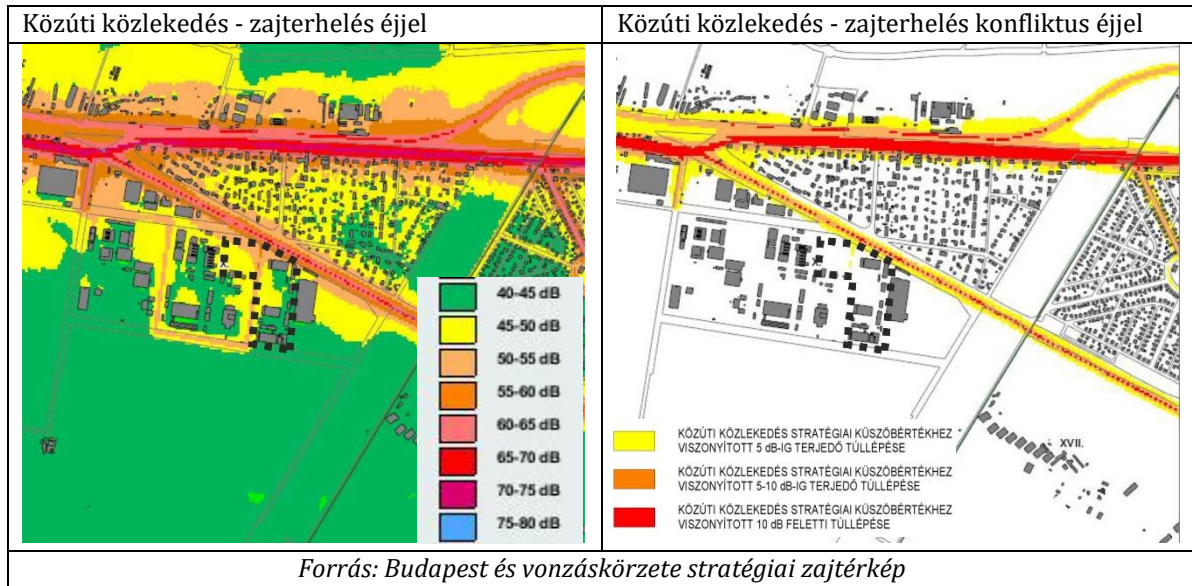 Közúti közlekedés - zajterhelés éjjel
Közúti közlekedés - zajterhelés konfliktus éjjel
40-45 dB
45-50 dB
50-55 dB
55-60 dB
60-65 dB
65-70 dB
70-75 dB
75-80 dB
XVII.
KÖZÚTI KÖZLEKEDÉS STRATÉGIAI KÜSZÖBÉRTÉKHEZ
VISZONYÍTOTT 5 dB-IG TERJEDŐ TÚLLÉPÉSE
KÖZÚTI KÖZLEKEDÉS STRATÉGIAI KÜSZÖBÉRTÉKHEZ
VISZONYÍTOTT 5-10 dB-IG TERJEDŐ TÚLLÉPÉSE
KÖZÚTI KÖZLEKEDÉS STRATÉGIAI KÜSZÖBÉRTÉKHEZ
VISZONYÍTOTT 10 dB FELETTI TÚLLÉPÉSE
Forrás: Budapest és vonzáskörzete stratégiai zajtérkép